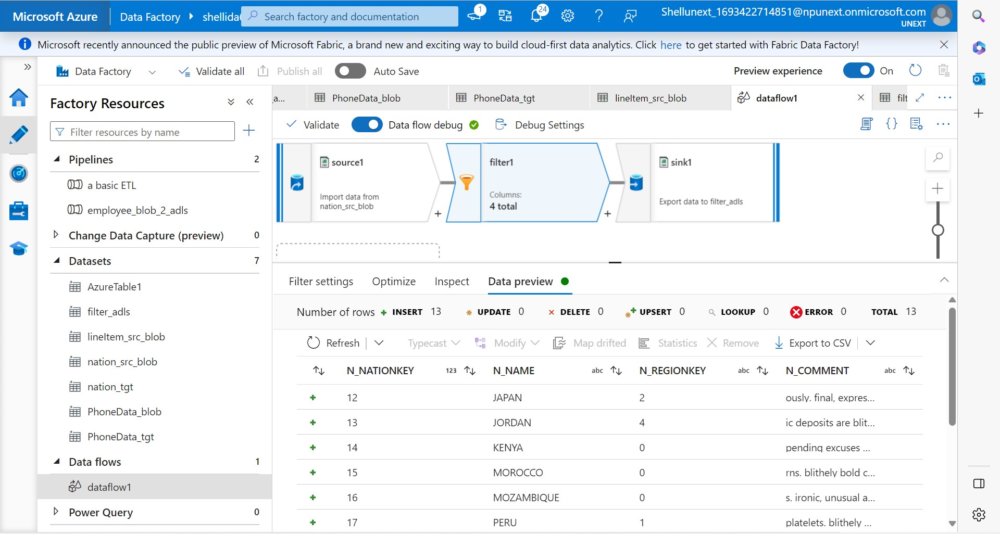 Microsoft Azure
Data Factory
shellida
Search factory and documentation
1
24
Shellunext_1693422714851@npunext.onmicrosoft.com
UNEXT
Microsoft recently announced the public preview of Microsoft Fabric, a brand new and exciting way to build cloud-first data analytics. Click here to get started with Fabric Data Factory!
Data Factory
Validate all
Publish all
Auto Save
Preview experience
On
Factory Resources
Filter resources by name
Pipelines 2
a basic ETL
employee_blob_2_adls
Change Data Capture (preview) 0
Datasets 7
AzureTable1
filter_adls
lineItem_src_blob
nation_src_blob
nation_tgt
PhoneData_blob
PhoneData_tgt
Data flows 1
dataflow1
Power Query 0
_a...
PhoneData_blob
PhoneData_tgt
lineItem_src_blob
dataflow1
filt
Validate
Data flow debug
Debug Settings
source1
Import data from
nation_src_blob
filter1
Columns:
4 total
sink1
Export data to filter_adls
Filter settings
Optimize
Inspect
Data preview
Number of rows INSERT 13 UPDATE 0 DELETE 0 UPSERT 0 LOOKUP 0 ERROR 0 TOTAL 13
Refresh
Typecast
Modify
Map drifted
Statistics
Remove
Export to CSV
N_NATIONKEY 123 N_NAME abc N_REGIONKEY abc N_COMMENT abc
12 JAPAN 2 ously. final, expres...
13 JORDAN 4 ic deposits are blit...
14 KENYA 0 pending excuses ...
15 MOROCCO 0 rns. blithely bold c...
16 MOZAMBIQUE 0 s. ironic, unusual a...
17 PERU 1 platelets. blithely ...